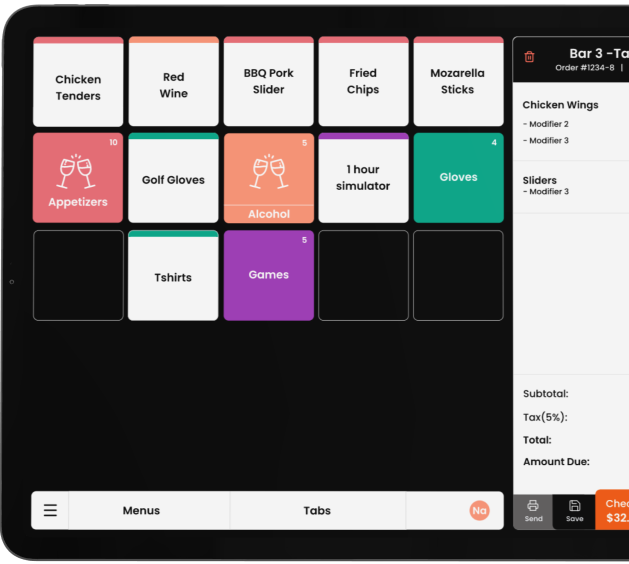 Chicken
Tenders
Red
Wine
BBQ Pork
Slider
Fried
Chips
Mozarella
Sticks
10
Appetizers
Golf Gloves
5
Alcohol
1 hour
simulator
4
Gloves
Tshirts
5
Games
Menus
Tabs
Na
Bar 3 -Ta
Order #1234-8 |
Chicken Wings
- Modifier 2
- Modifier 3
Sliders
- Modifier 3
Subtotal:
Tax(5%):
Total:
Amount Due:
Send
Save
Chec
$32.